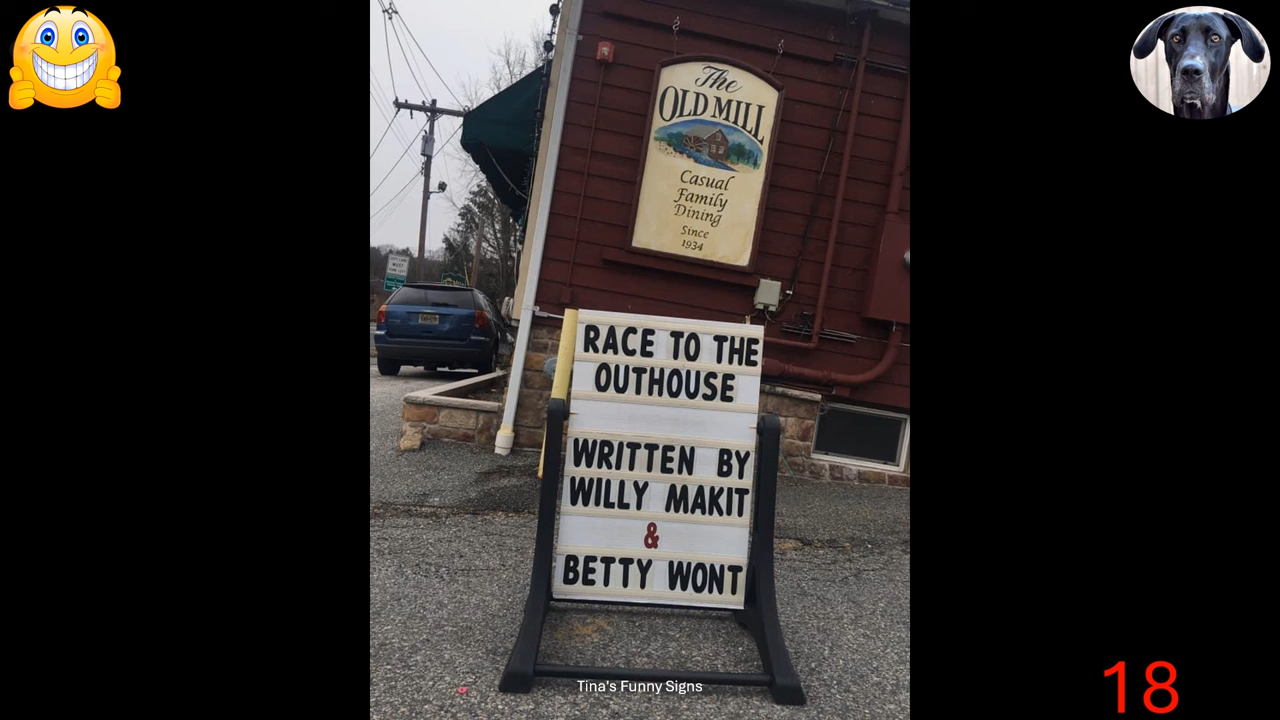 The
OLD MILL
Casual
Family
Dining
Since
1934
RACE TO THE
OUTHOUSE
WRITTEN BY
WILLY MAKIT
&
BETTY WONT
Tina's Funny Signs
18